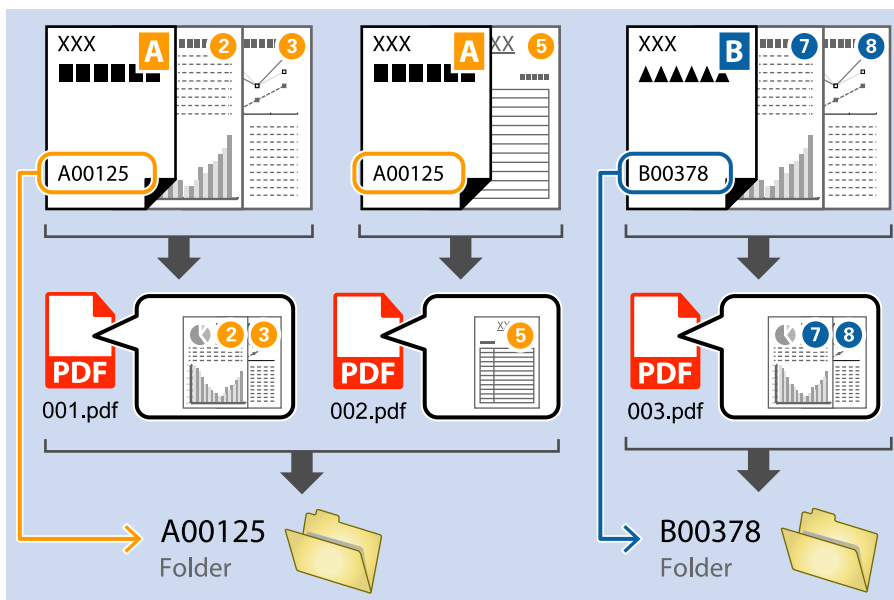 XXX A 2 3
A00125
XXX A XX 5
A00125
XXX B 7 8
B00378
PDF 2 3
001.pdf
PDF XX 5
002.pdf
PDF 7 8
003.pdf
A00125
Folder
B00378
Folder